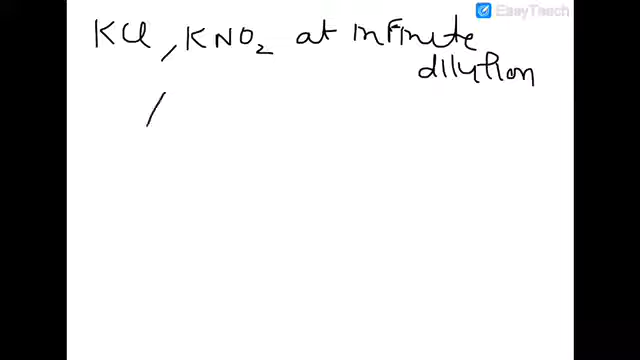 EasyTeach
KCl, KNO2 at infinite
dilution
/